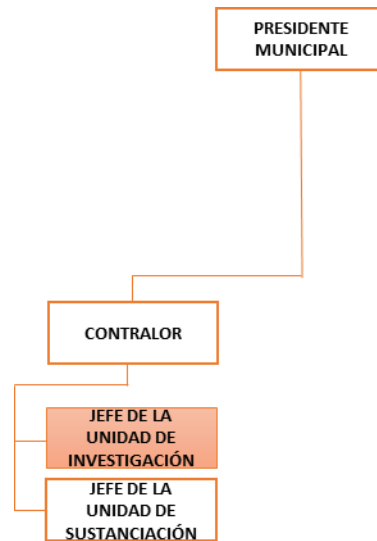 PRESIDENTE
MUNICIPAL
CONTRALOR
JEFE DE LA
UNIDAD DE
INVESTIGACIÓN
JEFE DE LA
UNIDAD DE
SUSTANCIACIÓN